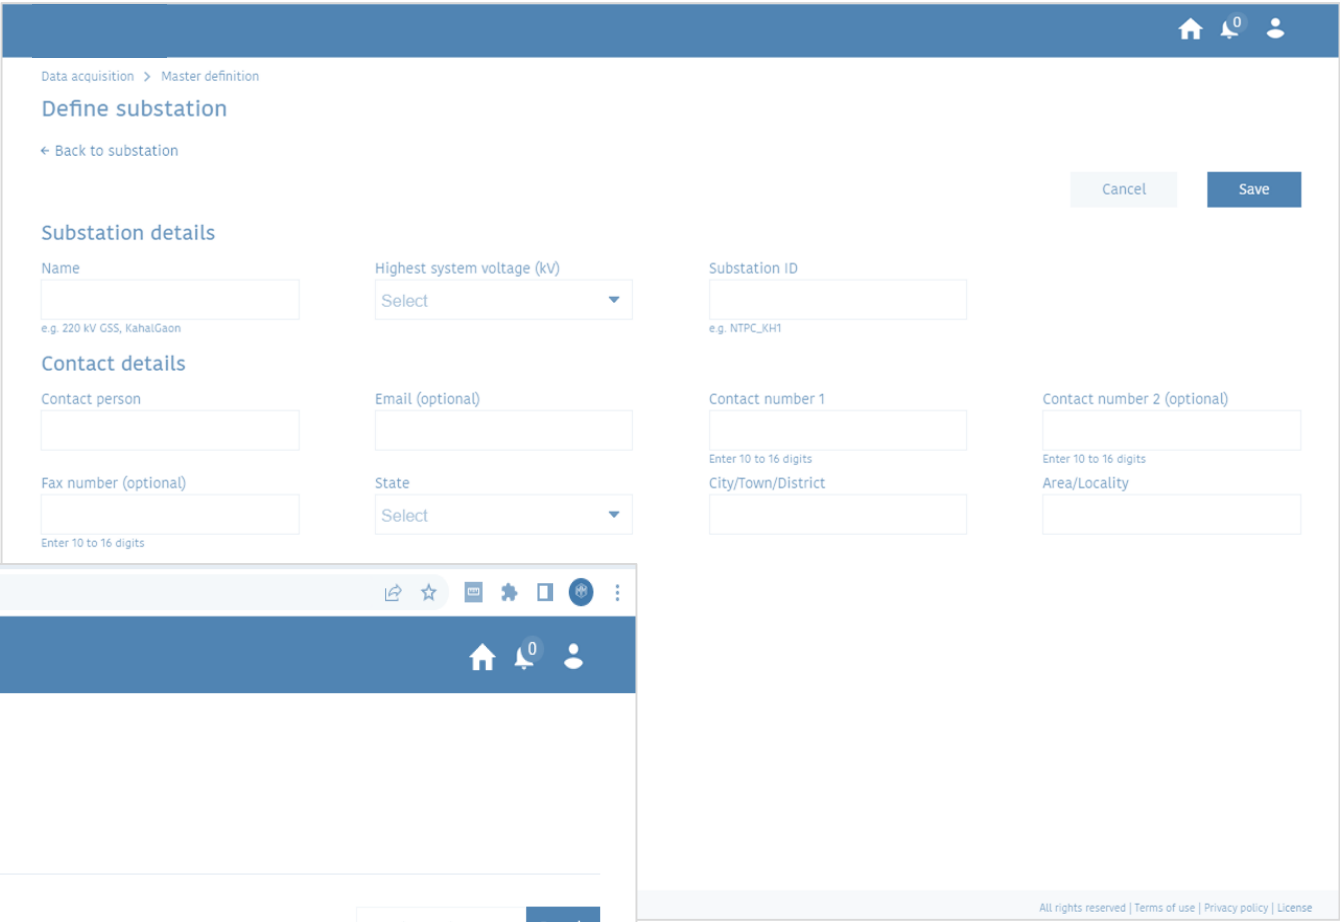 0
Data acquisition > Master definition
Define substation
← Back to substation
Cancel Save
Substation details
Name Highest system voltage (kV) Substation ID
Select
e.g. 220 kV GSS, KahalGaon e.g. NTPC_KH1
Contact details
Contact person Email (optional) Contact number 1 Contact number 2 (optional)
Enter 10 to 16 digits Enter 10 to 16 digits
Fax number (optional) State City/Town/District Area/Locality
Select
Enter 10 to 16 digits
0
All rights reserved | Terms of use | Privacy policy | License